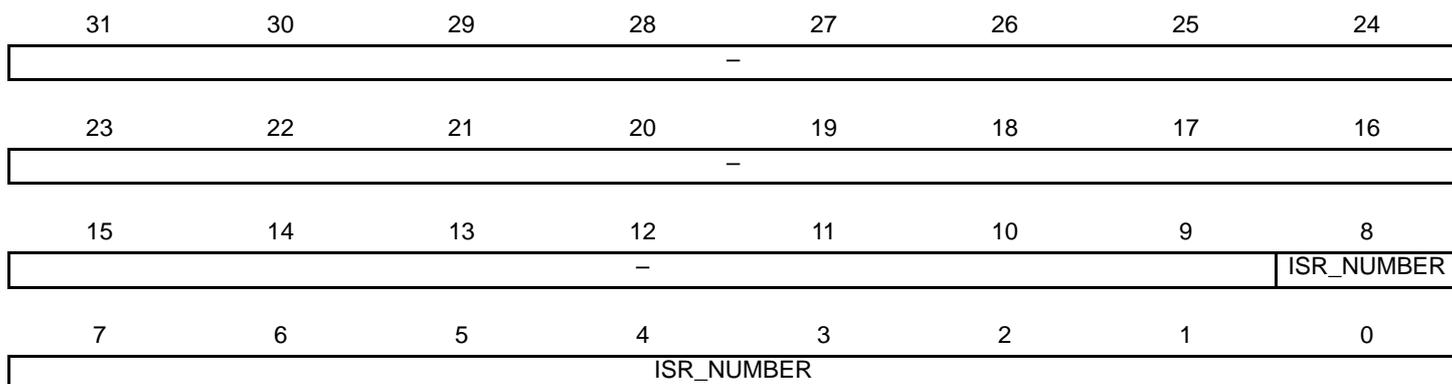 31 30 29 28 27 26 25 24
–
23 22 21 20 19 18 17 16
–
15 14 13 12 11 10 9 8
– ISR_NUMBER
7 6 5 4 3 2 1 0
ISR_NUMBER